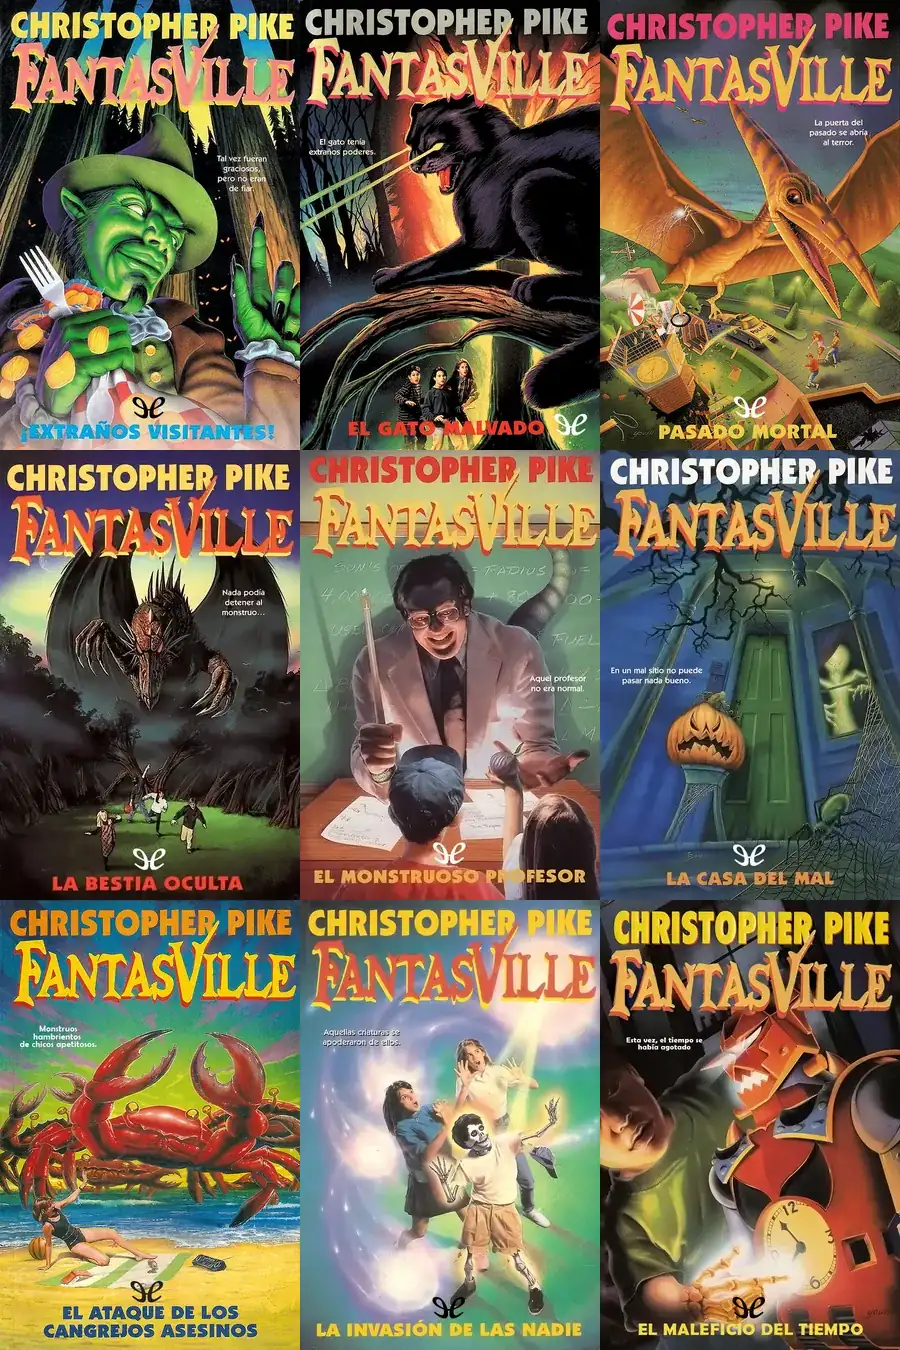 CHRISTOPHER PIKE
FANTASVILLE
Tal vez fueran
graciosos,
pero no eran
de fiar.
¡EXTRAÑOS VISITANTES!
CHRISTOPHER PIKE
FANTASVILLE
El gato tenía
extraños poderes.
EL GATO MALVADO
CHRISTOPHER PIKE
FANTASVILLE
La puerta del
pasado se abría
al terror.
POLICE
PASADO MORTAL
CHRISTOPHER PIKE
FANTASVILLE
Nada podía
detener al
monstruo...
LA BESTIA OCULTA
CHRISTOPHER PIKE
FANTASVILLE
= RADIUS
Aquel profesor
no era normal.
EL MONSTRUOSO PROFESOR
CHRISTOPHER PIKE
FANTASVILLE
En un mal sitio no puede
pasar nada bueno.
LA CASA DEL MAL
CHRISTOPHER PIKE
FANTASVILLE
Monstruos
hambrientos
de chicos apetitosos.
EL ATAQUE DE LOS
CANGREJOS ASESINOS
CHRISTOPHER PIKE
FANTASVILLE
Aquellas criaturas se
apoderaron de ellos.
LA INVASIÓN DE LAS NADIE
CHRISTOPHER PIKE
FANTASVILLE
Esta vez, el tiempo se
había agotado
12
6
EL MALEFICIO DEL TIEMPO